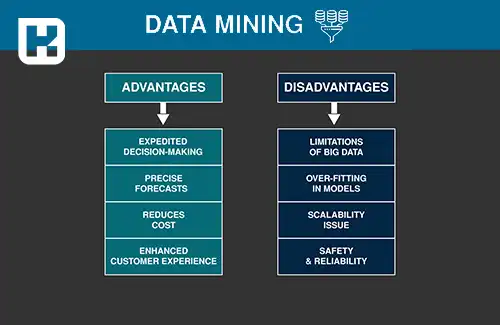 DATA MINING
ADVANTAGES
EXPEDITED
DECISION-MAKING
PRECISE
FORECASTS
REDUCES
COST
ENHANCED
CUSTOMER EXPERIENCE
DISADVANTAGES
LIMITATIONS
OF BIG DATA
OVER-FITTING
IN MODELS
SCALABILITY
ISSUE
SAFETY
& RELIABILITY